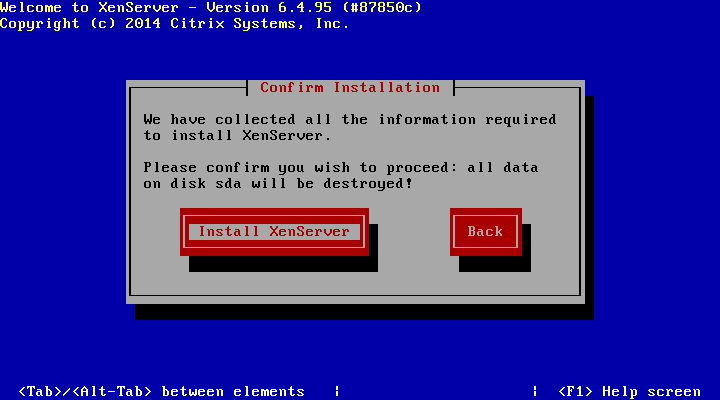 Welcome to XenServer - Version 6.4.95 (#87850c)
Copyright (c) 2014 Citrix Systems, Inc.
Confirm Installation
We have collected all the information required
to install XenServer.
Please confirm you wish to proceed: all data
on disk sda will be destroyed!
Install XenServer
Back
<Tab>/<Alt-Tab> between elements | | <F1> Help screen